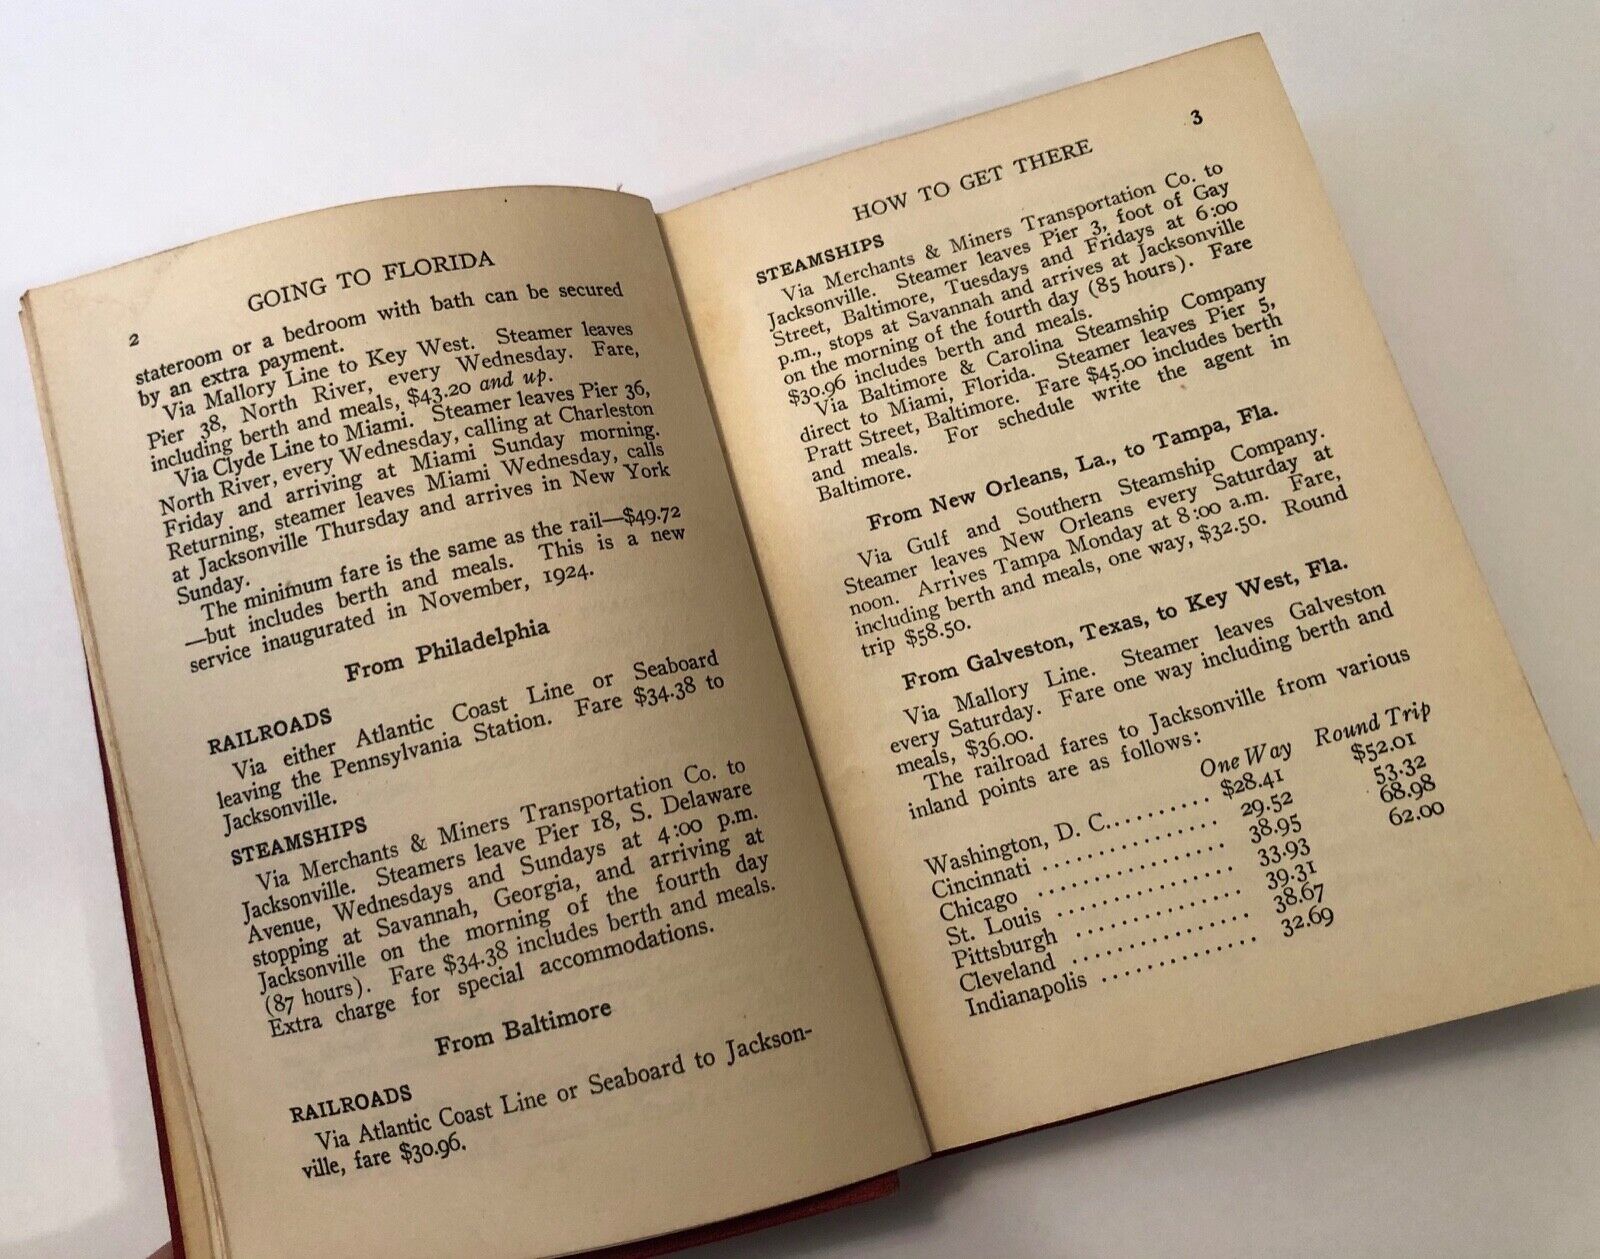 2
GOING TO FLORIDA
stateroom or a bedroom with bath can be secured
by an extra payment.
Via Mallory Line to Key West. Steamer leaves
Pier 38, North River, every Wednesday. Fare,
including berth and meals, $43.20 and up.
Via Clyde Line to Miami. Steamer leaves Pier 36,
North River, every Wednesday, calling at Charleston
Friday and arriving at Miami Sunday morning.
Returning, steamer leaves Miami Wednesday, calls
at Jacksonville Thursday and arrives in New York
Sunday.
The minimum fare is the same as the rail—$49.72
—but includes berth and meals. This is a new
service inaugurated in November, 1924.
From Philadelphia
RAILROADS
Via either Atlantic Coast Line or Seaboard
leaving the Pennsylvania Station. Fare $34.38 to
Jacksonville.
STEAMSHIPS
Via Merchants & Miners Transportation Co. to
Jacksonville. Steamers leave Pier 18, S. Delaware
Avenue, Wednesdays and Sundays at 4:00 p.m.
stopping at Savannah, Georgia, and arriving at
Jacksonville on the morning of the fourth day
(87 hours). Fare $34.38 includes berth and meals.
Extra charge for special accommodations.
From Baltimore
RAILROADS
Via Atlantic Coast Line or Seaboard to Jackson-
ville, fare $30.96.
HOW TO GET THERE
3
STEAMSHIPS
Via Merchants & Miners Transportation Co. to
Jacksonville. Steamer leaves Pier 3, foot of Gay
Street, Baltimore, Tuesdays and Fridays at 6:00
p.m., stops at Savannah and arrives at Jacksonville
on the morning of the fourth day (85 hours). Fare
$30.96 includes berth and meals.
Via Baltimore & Carolina Steamship Company
direct to Miami, Florida. Steamer leaves Pier 5,
Pratt Street, Baltimore. Fare $45.00 includes berth
and meals. For schedule write the agent in
Baltimore.
From New Orleans, La., to Tampa, Fla.
Via Gulf and Southern Steamship Company.
Steamer leaves New Orleans every Saturday at
noon. Arrives Tampa Monday at 8:00 a.m. Fare,
including berth and meals, one way, $32.50. Round
trip $58.50.
From Galveston, Texas, to Key West, Fla.
Via Mallory Line. Steamer leaves Galveston
every Saturday. Fare one way including berth and
meals, $36.00.
The railroad fares to Jacksonville from various
inland points are as follows:
One Way Round Trip
Washington, D. C......... $28.41 $52.01
Cincinnati ............... 29.52 53.32
Chicago ................. 38.95 68.98
St. Louis ............... 33.93 62.00
Pittsburgh .............. 39.31
Cleveland ............... 38.67
Indianapolis ............ 32.69